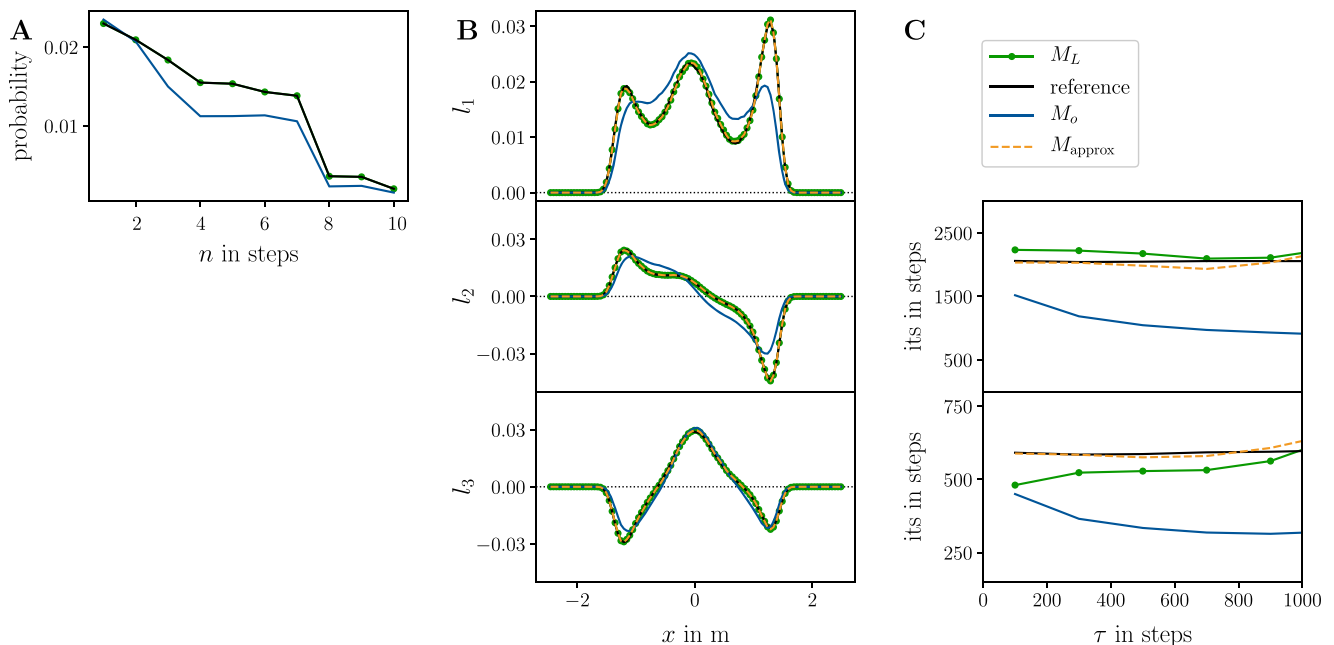 A
probability
0.02
0.01
2 4 6 8 10
n in steps
B
l₁
0.03
0.02
0.01
0.00
l₂
0.03
0.00
−0.03
l₃
0.03
0.00
−0.03
−2 0 2
x in m
C
M_L
reference
M_o
M_approx
its in steps
2500
1500
500
its in steps
750
500
250
0 200 400 600 800 1000
τ in steps